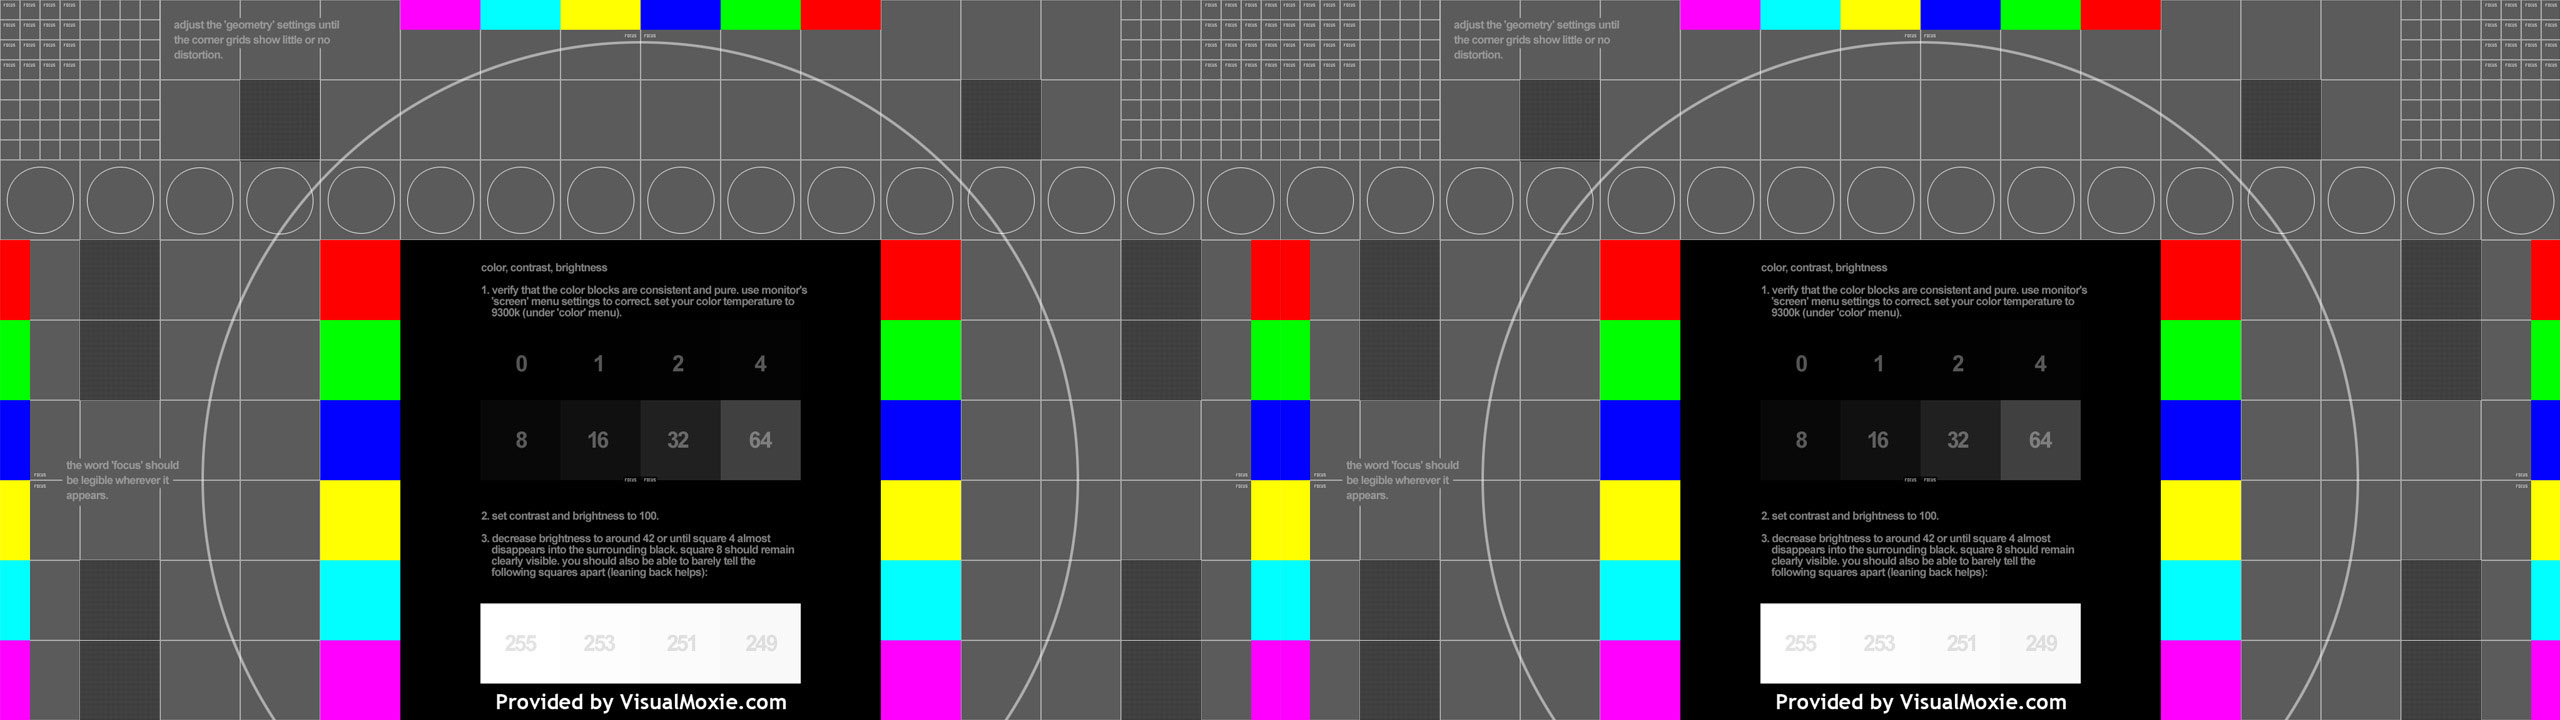 FOCUS FOCUS FOCUS FOCUS
adjust the 'geometry' settings until
the corner grids show little or no
distortion.
FOCUS FOCUS FOCUS FOCUS
FOCUS FOCUS FOCUS FOCUS
FOCUS FOCUS FOCUS FOCUS
FOCUS FOCUS
color, contrast, brightness
1. verify that the color blocks are consistent and pure. use monitor's
'screen' menu settings to correct. set your color temperature to
9300k (under 'color' menu).
0 1 2 4
8 16 32 64
FOCUS FOCUS
the word 'focus' should
be legible wherever it
appears.
FOCUS
FOCUS
2. set contrast and brightness to 100.
3. decrease brightness to around 42 or until square 4 almost
disappears into the surrounding black. square 8 should remain
clearly visible. you should also be able to barely tell the
following squares apart (leaning back helps):
255 253 251 249
Provided by VisualMoxie.com
FOCUS FOCUS FOCUS FOCUS FOCUS FOCUS FOCUS FOCUS
adjust the 'geometry' settings until
the corner grids show little or no
distortion.
FOCUS FOCUS FOCUS FOCUS FOCUS FOCUS FOCUS FOCUS
FOCUS FOCUS FOCUS FOCUS FOCUS FOCUS FOCUS FOCUS
FOCUS FOCUS FOCUS FOCUS FOCUS FOCUS FOCUS FOCUS
FOCUS FOCUS
FOCUS FOCUS FOCUS FOCUS
FOCUS FOCUS FOCUS FOCUS
FOCUS FOCUS FOCUS FOCUS
FOCUS FOCUS FOCUS FOCUS
color, contrast, brightness
1. verify that the color blocks are consistent and pure. use monitor's
'screen' menu settings to correct. set your color temperature to
9300k (under 'color' menu).
0 1 2 4
8 16 32 64
FOCUS FOCUS
FOCUS FOCUS
FOCUS FOCUS
the word 'focus' should
be legible wherever it
appears.
FOCUS
FOCUS
2. set contrast and brightness to 100.
3. decrease brightness to around 42 or until square 4 almost
disappears into the surrounding black. square 8 should remain
clearly visible. you should also be able to barely tell the
following squares apart (leaning back helps):
255 253 251 249
Provided by VisualMoxie.com